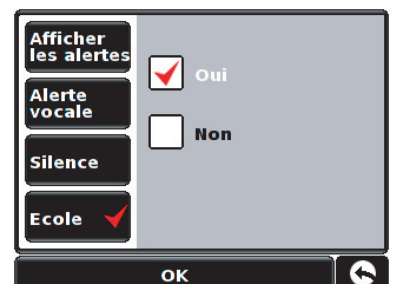 Afficher
les alertes
Alerte
vocale
Silence
Ecole
Oui
Non
OK